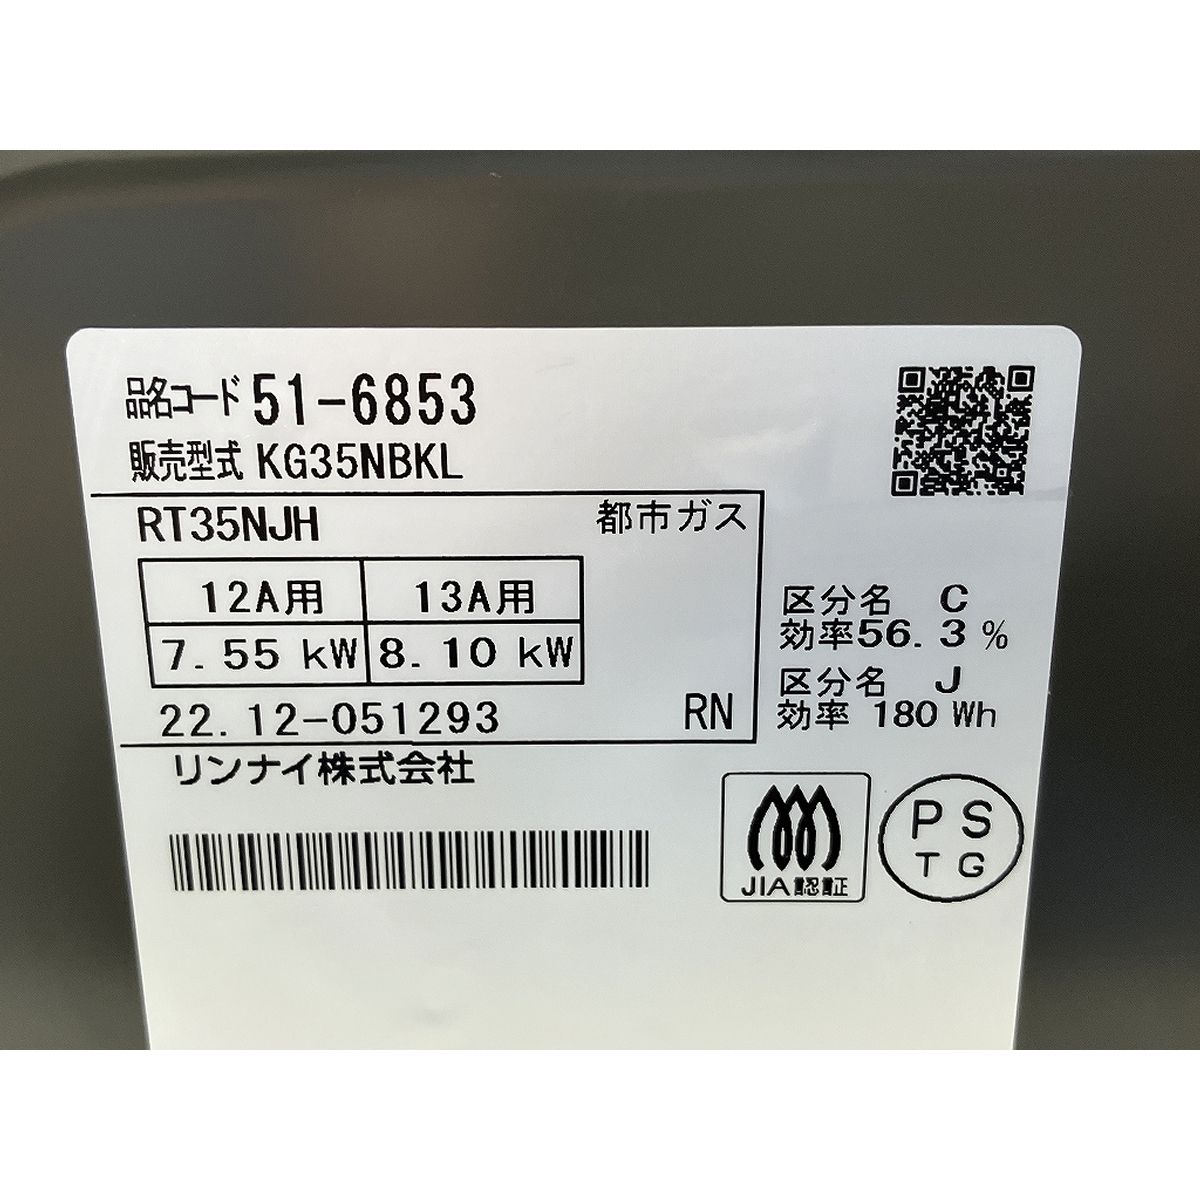 品名コード 51-6853
販売型式 KG35NBKL
RT35NJH 都市ガス
12A用 13A用
7.55 kW 8.10 kW
22.12-051293 RN
リンナイ株式会社
区分名 C
効率56.3 %
区分名 J
効率 180 Wh
JIA認証
PS
TG